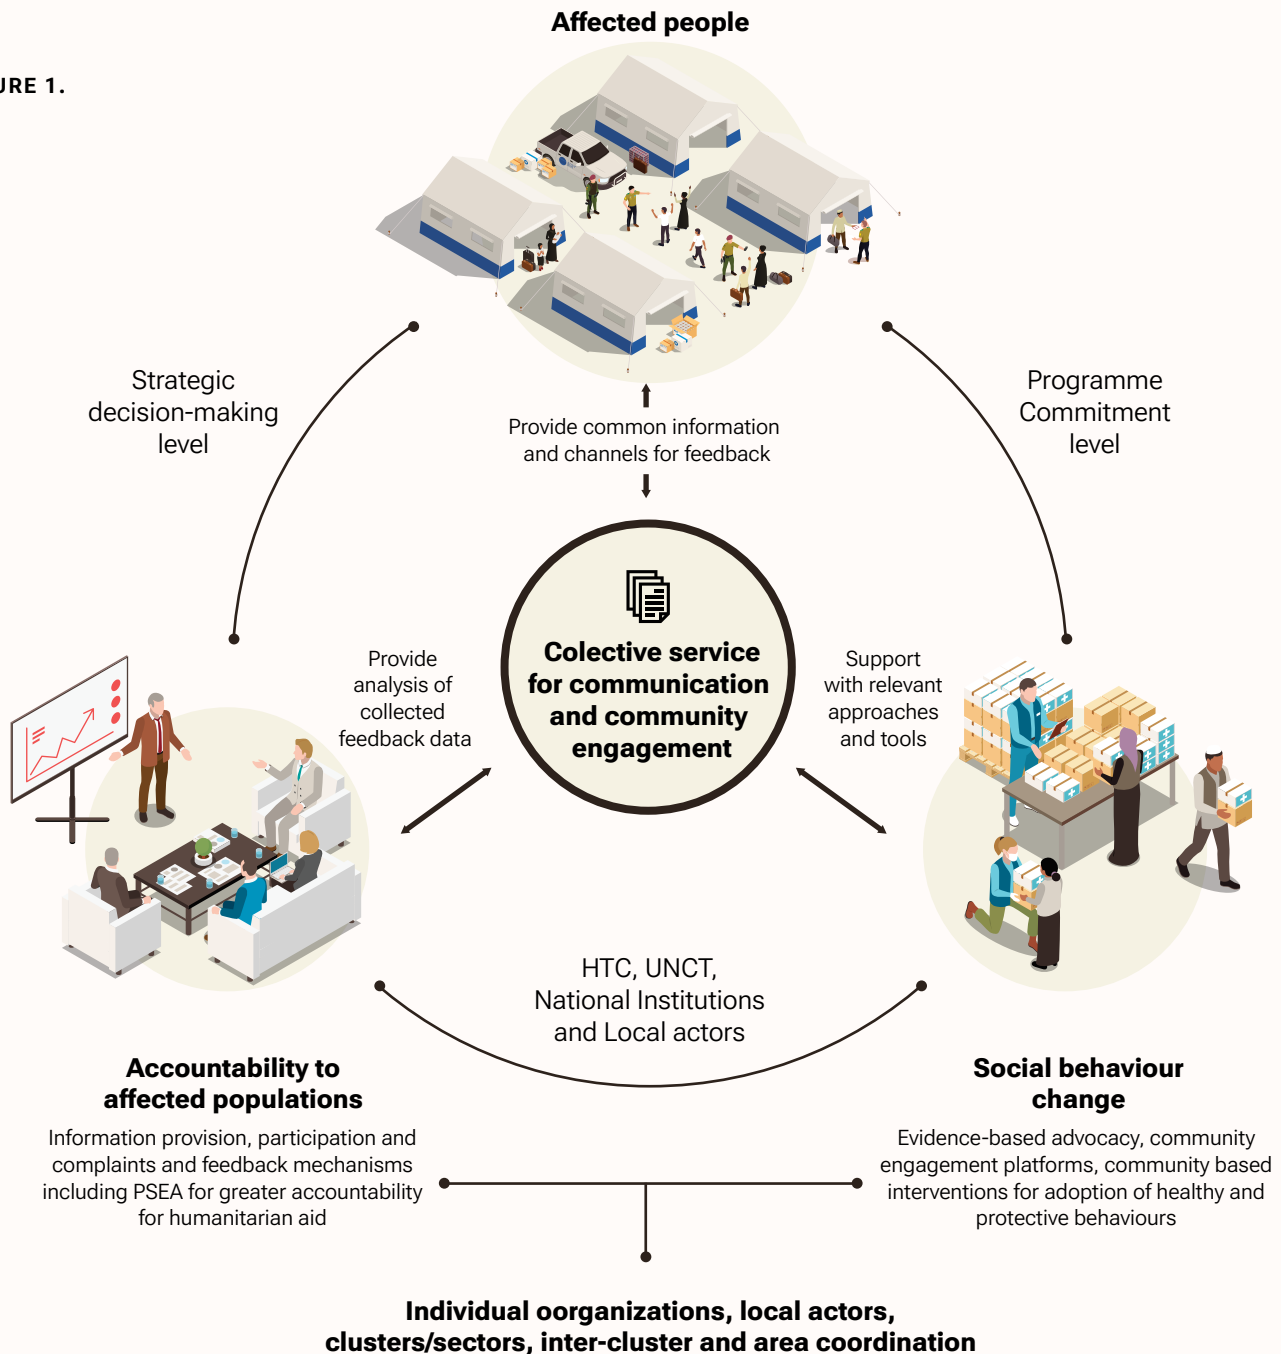 Affected people
URE 1.
Strategic
decision-making
level
Programme
Commitment
level
Provide common information
and channels for feedback
Colective service
for communication
and community
engagement
Provide
analysis of
collected
feedback data
Support
with relevant
approaches
and tools
HTC, UNCT,
National Institutions
and Local actors
Accountability to
affected populations
Information provision, participation and
complaints and feedback mechanisms
including PSEA for greater accountability
for humanitarian aid
Social behaviour
change
Evidence-based advocacy, community
engagement platforms, community based
interventions for adoption of healthy and
protective behaviours
Individual oorganizations, local actors,
clusters/sectors, inter-cluster and area coordination